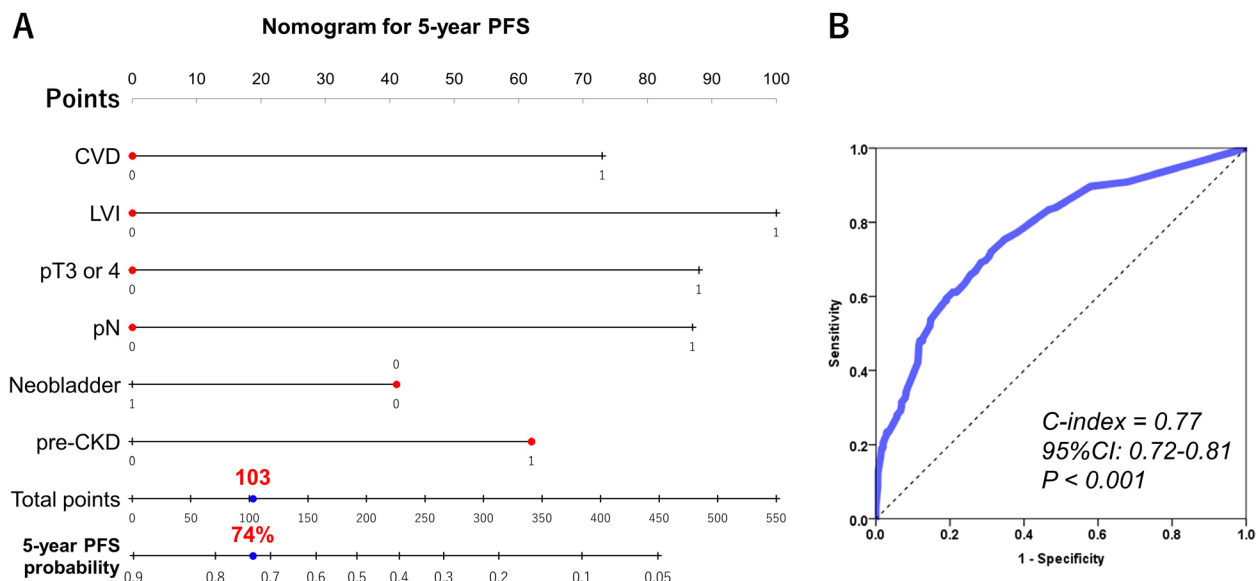 A
Nomogram for 5-year PFS
0 10 20 30 40 50 60 70 80 90 100
Points
CVD
0 1
LVI
0 1
pT3 or 4
0 1
pN
0 1
0
Neobladder
1 0
pre-CKD
0 1
103
Total points
0 50 100 150 200 250 300 350 400 450 500 550
74%
5-year PFS
probability
0.9 0.8 0.7 0.6 0.5 0.4 0.3 0.2 0.1 0.05
B
1.0
0.8
0.6
0.4
0.2
0.0
Sensitivity
C-index = 0.77
95%CI: 0.72-0.81
P < 0.001
0.0 0.2 0.4 0.6 0.8 1.0
1 - Specificity